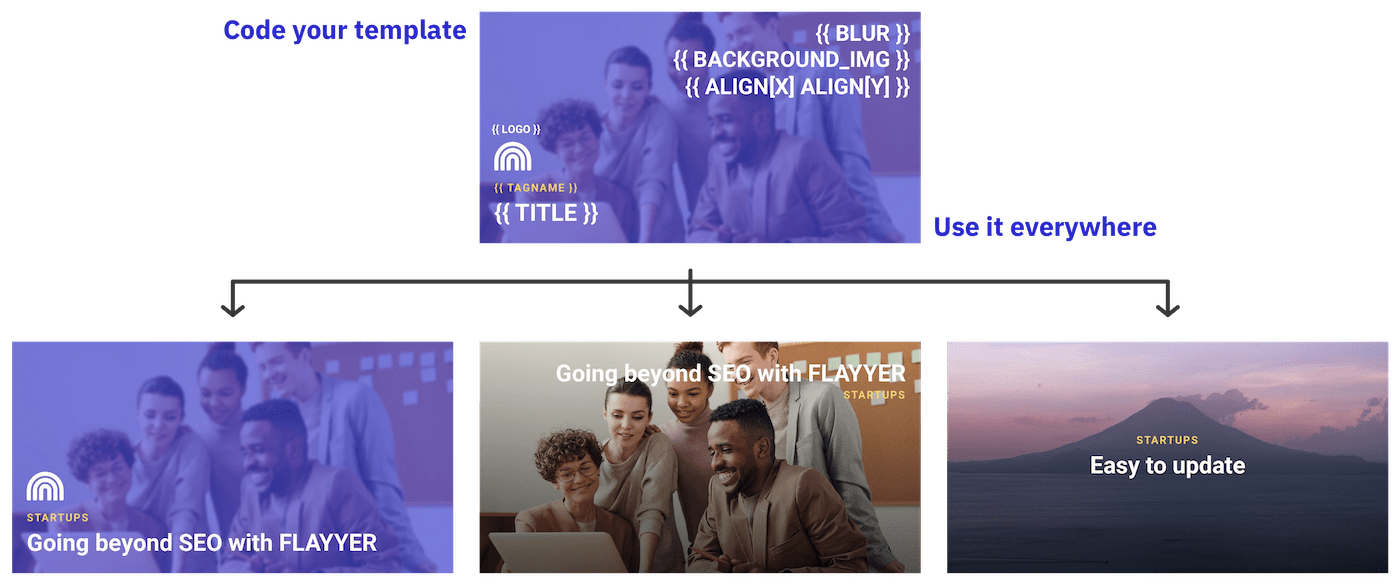 Code your template
{{ BLUR }}
{{ BACKGROUND_IMG }}
{{ ALIGN[X] ALIGN[Y] }}
{{ LOGO }}
{{ TAGNAME }}
{{ TITLE }}
Use it everywhere
STARTUPS
Going beyond SEO with FLAYYER
Going beyond SEO with FLAYYER
STARTUPS
STARTUPS
Easy to update